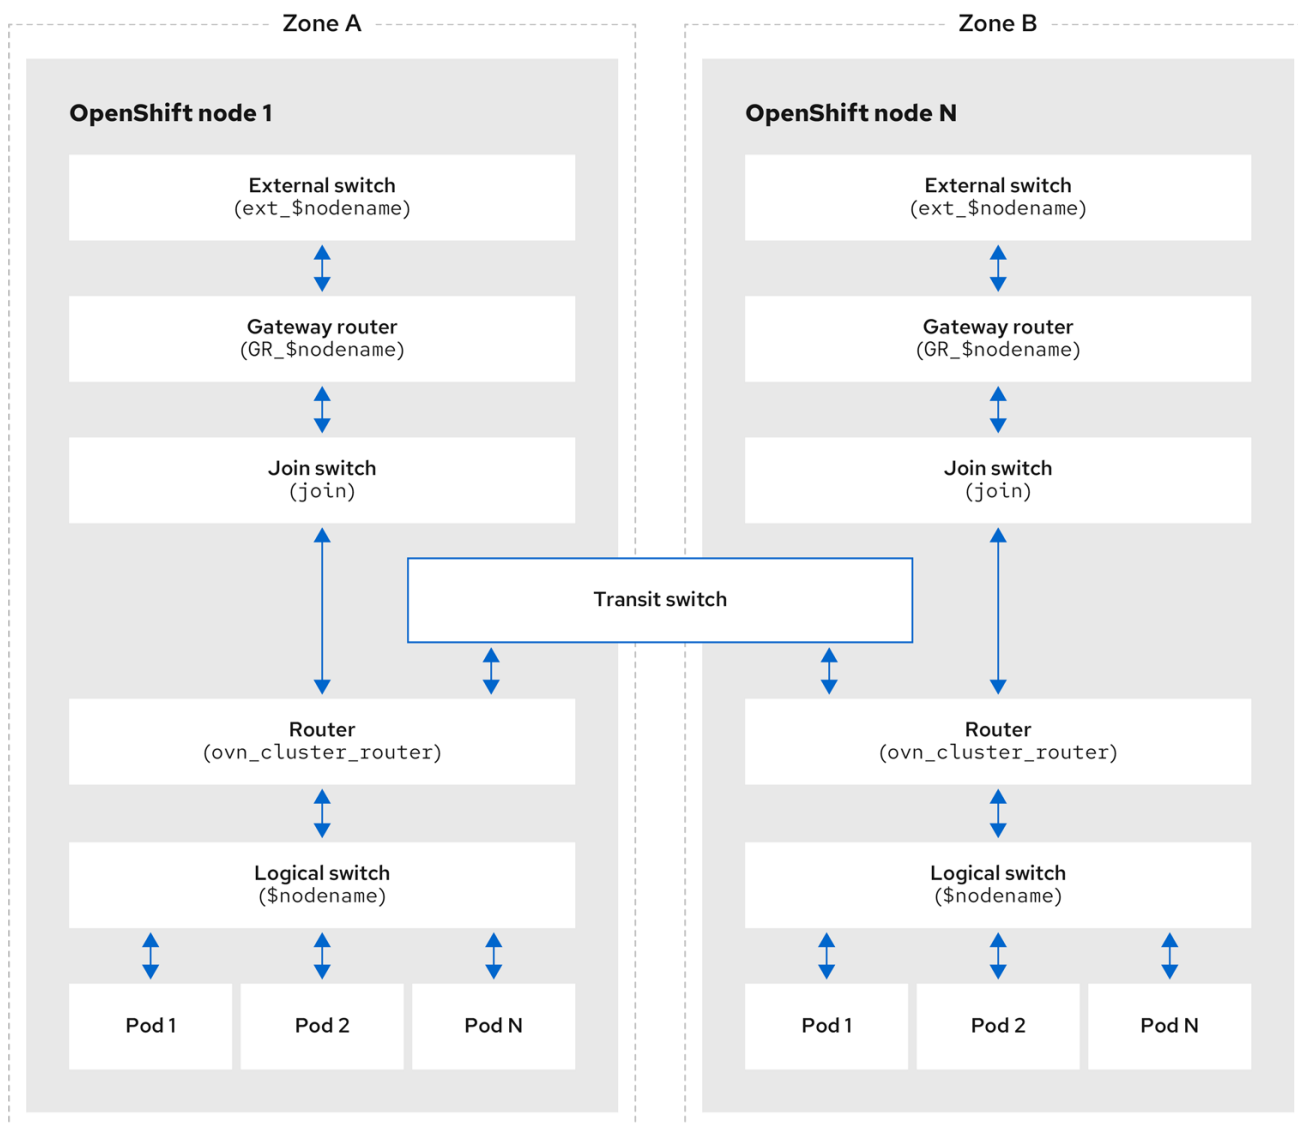 Zone A
OpenShift node 1
External switch
(ext_$nodename)
Gateway router
(GR_$nodename)
Join switch
(join)
Transit switch
Router
(ovn_cluster_router)
Logical switch
($nodename)
Pod 1
Pod 2
Pod N
Zone B
OpenShift node N
External switch
(ext_$nodename)
Gateway router
(GR_$nodename)
Join switch
(join)
Router
(ovn_cluster_router)
Logical switch
($nodename)
Pod 1
Pod 2
Pod N